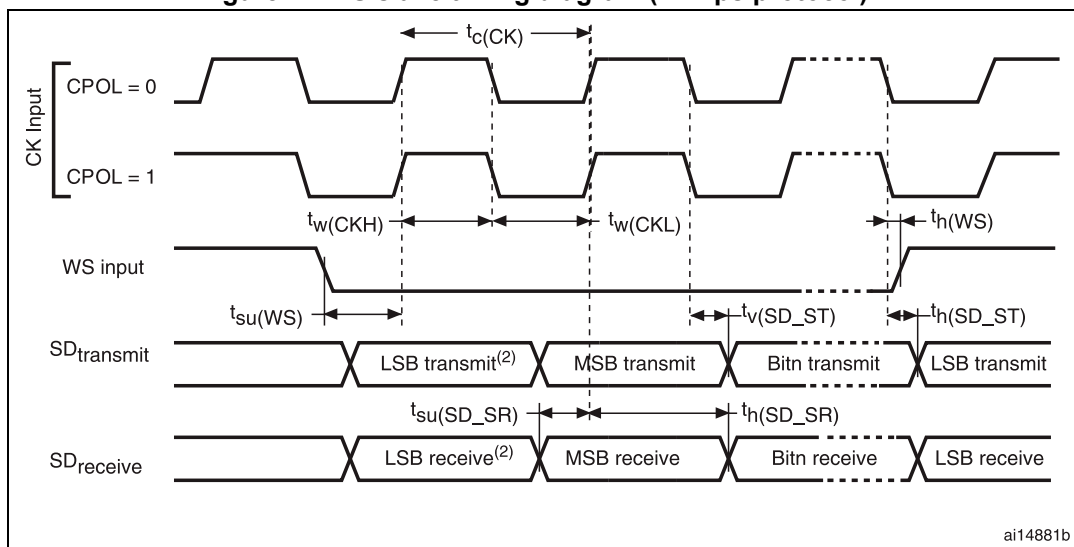 tc(CK)
CK Input
CPOL = 0
CPOL = 1
tw(CKH)
tw(CKL)
th(WS)
WS input
tsu(WS)
tv(SD_ST)
th(SD_ST)
SDtransmit
LSB transmit(2)
MSB transmit
Bitn transmit
LSB transmit
tsu(SD_SR)
th(SD_SR)
SDreceive
LSB receive(2)
MSB receive
Bitn receive
LSB receive
ai14881b